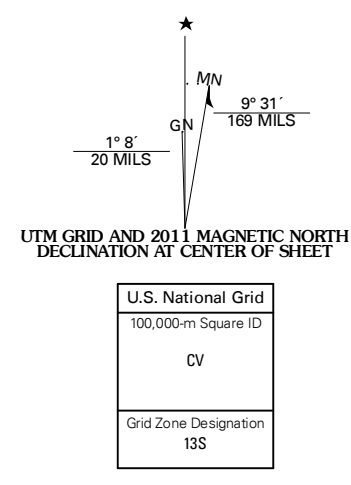 ★
MN
GN
9° 31´
169 MILS
1° 8´
20 MILS
UTM GRID AND 2011 MAGNETIC NORTH
DECLINATION AT CENTER OF SHEET
U.S. National Grid
100,000-m Square ID
CV
Grid Zone Designation
13S